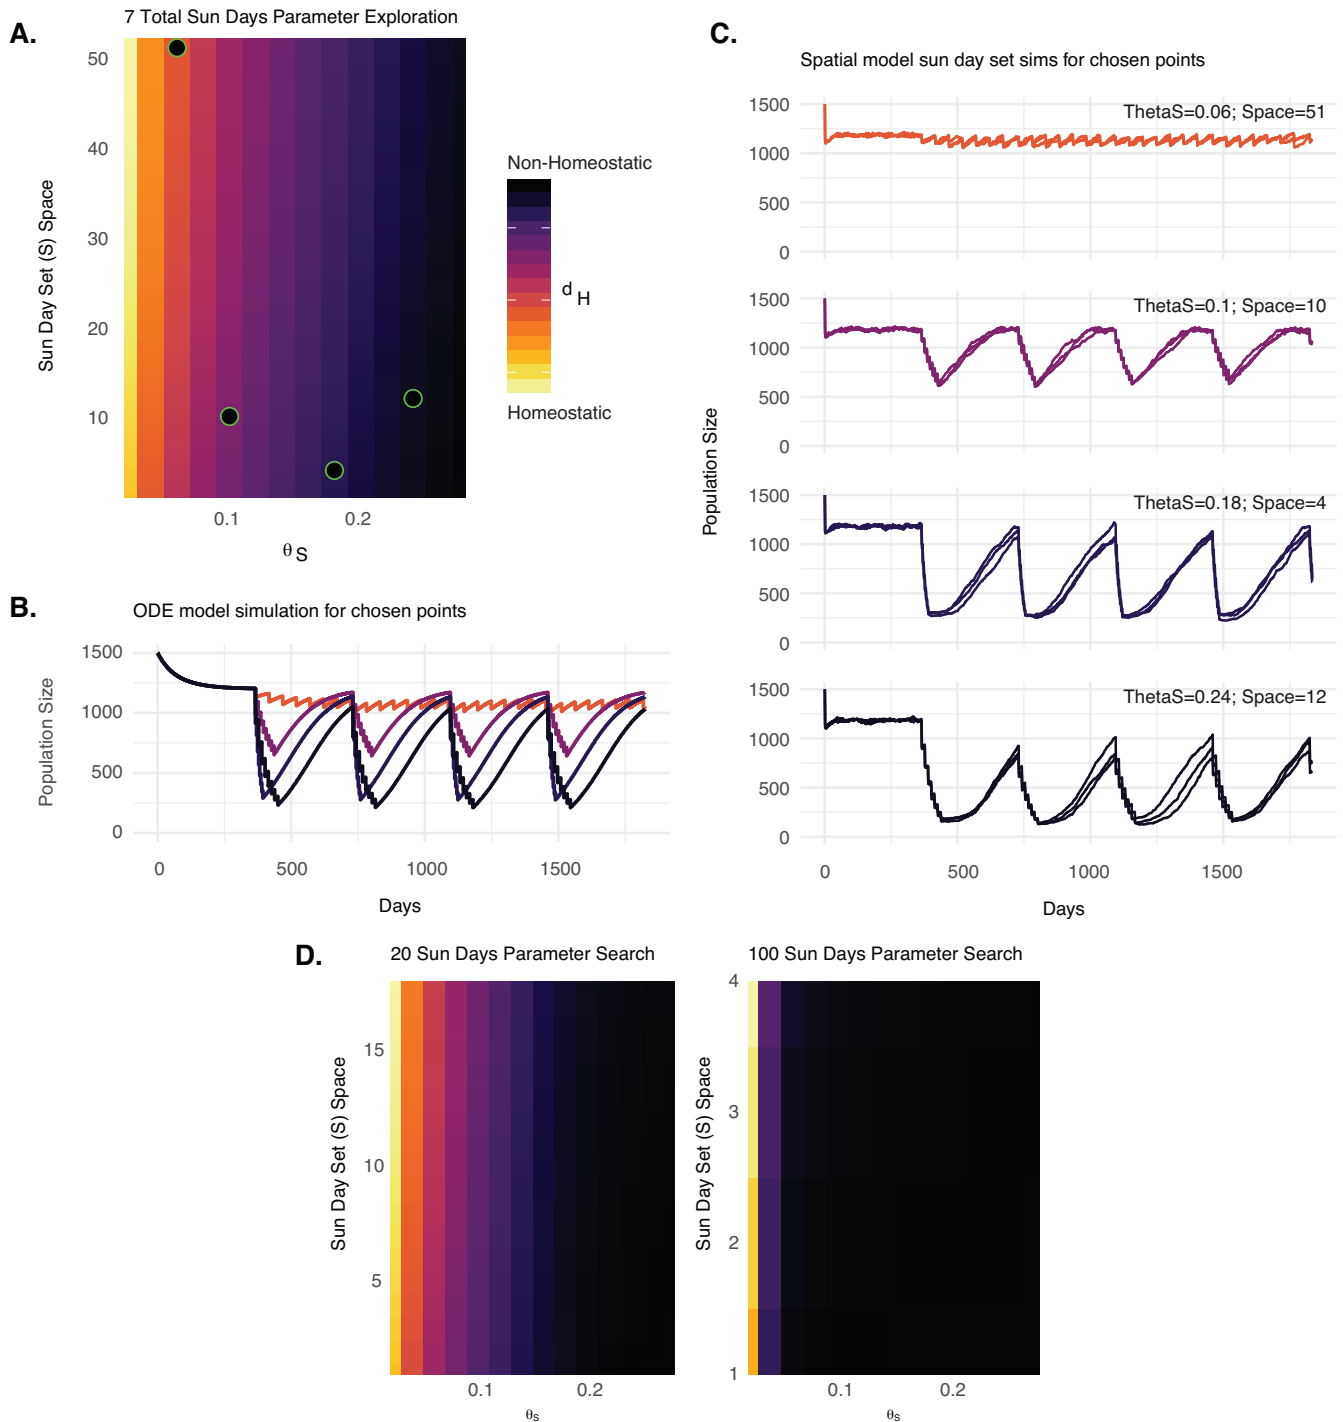 A.
7 Total Sun Days Parameter Exploration
50
40
30
20
10
Sun Day Set (S) Space
0.1
0.2
θ S
Non-Homeostatic
d H
Homeostatic
B.
ODE model simulation for chosen points
1500
1000
500
0
Population Size
0
500
1000
1500
Days
C.
Spatial model sun day set sims for chosen points
ThetaS=0.06; Space=51
1500
1000
500
0
ThetaS=0.1; Space=10
1500
1000
500
0
ThetaS=0.18; Space=4
1500
1000
500
0
ThetaS=0.24; Space=12
1500
1000
500
0
Population Size
0
500
1000
1500
Days
D.
20 Sun Days Parameter Search
15
10
5
Sun Day Set (S) Space
0.1
0.2
θs
100 Sun Days Parameter Search
4
3
2
1
Sun Day Set (S) Space
0.1
0.2
θs